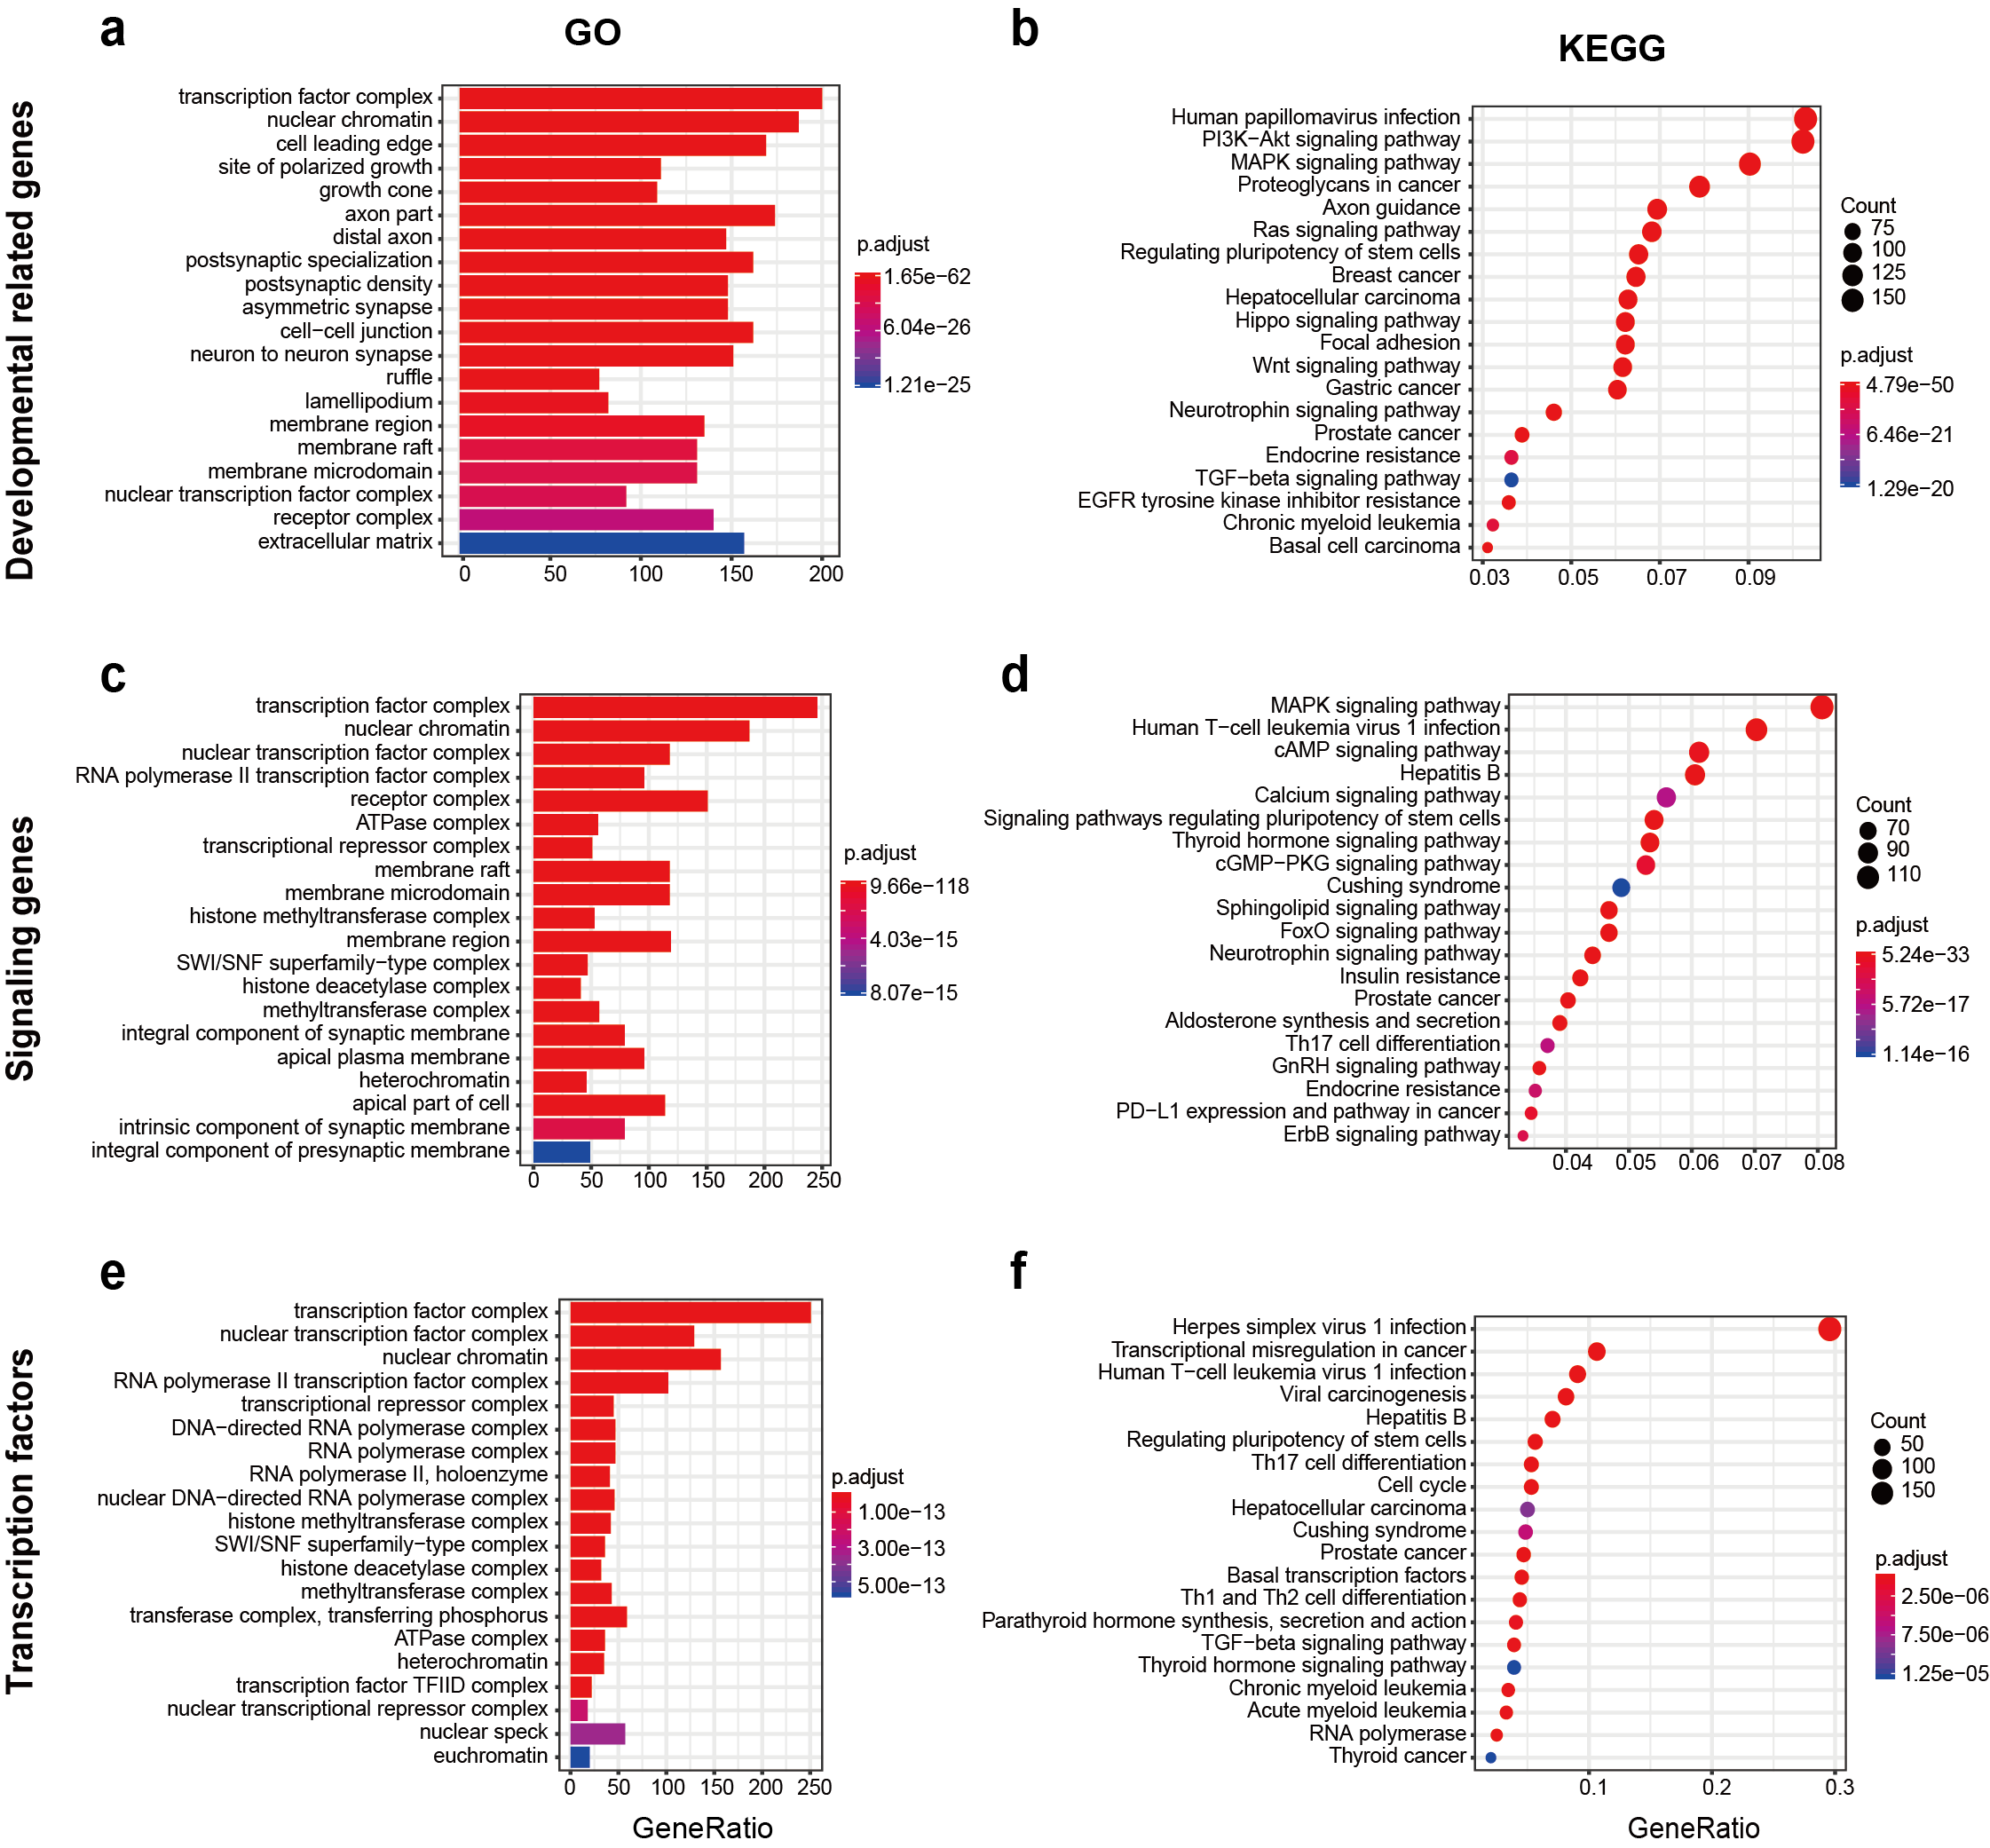 a
GO
Developmental related genes
transcription factor complex
nuclear chromatin
cell leading edge
site of polarized growth
growth cone
axon part
distal axon
postsynaptic specialization
postsynaptic density
asymmetric synapse
cell−cell junction
neuron to neuron synapse
ruffle
lamellipodium
membrane region
membrane raft
membrane microdomain
nuclear transcription factor complex
receptor complex
extracellular matrix
0 50 100 150 200
p.adjust
1.65e−62
6.04e−26
1.21e−25
b
KEGG
Human papillomavirus infection
PI3K−Akt signaling pathway
MAPK signaling pathway
Proteoglycans in cancer
Axon guidance
Ras signaling pathway
Regulating pluripotency of stem cells
Breast cancer
Hepatocellular carcinoma
Hippo signaling pathway
Focal adhesion
Wnt signaling pathway
Gastric cancer
Neurotrophin signaling pathway
Prostate cancer
Endocrine resistance
TGF−beta signaling pathway
EGFR tyrosine kinase inhibitor resistance
Chronic myeloid leukemia
Basal cell carcinoma
0.03 0.05 0.07 0.09
Count
75
100
125
150
p.adjust
4.79e−50
6.46e−21
1.29e−20
c
Signaling genes
transcription factor complex
nuclear chromatin
nuclear transcription factor complex
RNA polymerase II transcription factor complex
receptor complex
ATPase complex
transcriptional repressor complex
membrane raft
membrane microdomain
histone methyltransferase complex
membrane region
SWI/SNF superfamily−type complex
histone deacetylase complex
methyltransferase complex
integral component of synaptic membrane
apical plasma membrane
heterochromatin
apical part of cell
intrinsic component of synaptic membrane
integral component of presynaptic membrane
0 50 100 150 200 250
p.adjust
9.66e−118
4.03e−15
8.07e−15
d
MAPK signaling pathway
Human T−cell leukemia virus 1 infection
cAMP signaling pathway
Hepatitis B
Calcium signaling pathway
Signaling pathways regulating pluripotency of stem cells
Thyroid hormone signaling pathway
cGMP−PKG signaling pathway
Cushing syndrome
Sphingolipid signaling pathway
FoxO signaling pathway
Neurotrophin signaling pathway
Insulin resistance
Prostate cancer
Aldosterone synthesis and secretion
Th17 cell differentiation
GnRH signaling pathway
Endocrine resistance
PD−L1 expression and pathway in cancer
ErbB signaling pathway
0.04 0.05 0.06 0.07 0.08
Count
70
90
110
p.adjust
5.24e−33
5.72e−17
1.14e−16
e
Transcription factors
transcription factor complex
nuclear transcription factor complex
nuclear chromatin
RNA polymerase II transcription factor complex
transcriptional repressor complex
DNA−directed RNA polymerase complex
RNA polymerase complex
RNA polymerase II, holoenzyme
nuclear DNA−directed RNA polymerase complex
histone methyltransferase complex
SWI/SNF superfamily−type complex
histone deacetylase complex
methyltransferase complex
transferase complex, transferring phosphorus
ATPase complex
heterochromatin
transcription factor TFIID complex
nuclear transcriptional repressor complex
nuclear speck
euchromatin
0 50 100 150 200 250
GeneRatio
p.adjust
1.00e−13
3.00e−13
5.00e−13
f
Herpes simplex virus 1 infection
Transcriptional misregulation in cancer
Human T−cell leukemia virus 1 infection
Viral carcinogenesis
Hepatitis B
Regulating pluripotency of stem cells
Th17 cell differentiation
Cell cycle
Hepatocellular carcinoma
Cushing syndrome
Prostate cancer
Basal transcription factors
Th1 and Th2 cell differentiation
Parathyroid hormone synthesis, secretion and action
TGF−beta signaling pathway
Thyroid hormone signaling pathway
Chronic myeloid leukemia
Acute myeloid leukemia
RNA polymerase
Thyroid cancer
0.1 0.2 0.3
GeneRatio
Count
50
100
150
p.adjust
2.50e−06
7.50e−06
1.25e−05